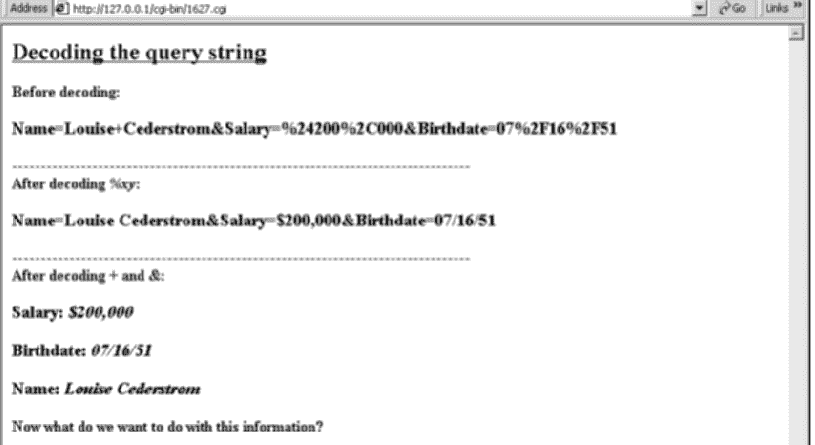 Address http://127.0.0.1/cgi-bin/1627.cgi Go Links »
Decoding the query string
Before decoding:
Name=Louise+Cederstrom&Salary=%24200%2C000&Birthdate=07%2F16%2F51
------------------------------------------------------------------------------------
After decoding %xy:
Name=Louise Cederstrom&Salary=$200,000&Birthdate=07/16/51
------------------------------------------------------------------------------------
After decoding + and &:
Salary: $200,000
Birthdate: 07/16/51
Name: Louise Cederstrom
Now what do we want to do with this information?